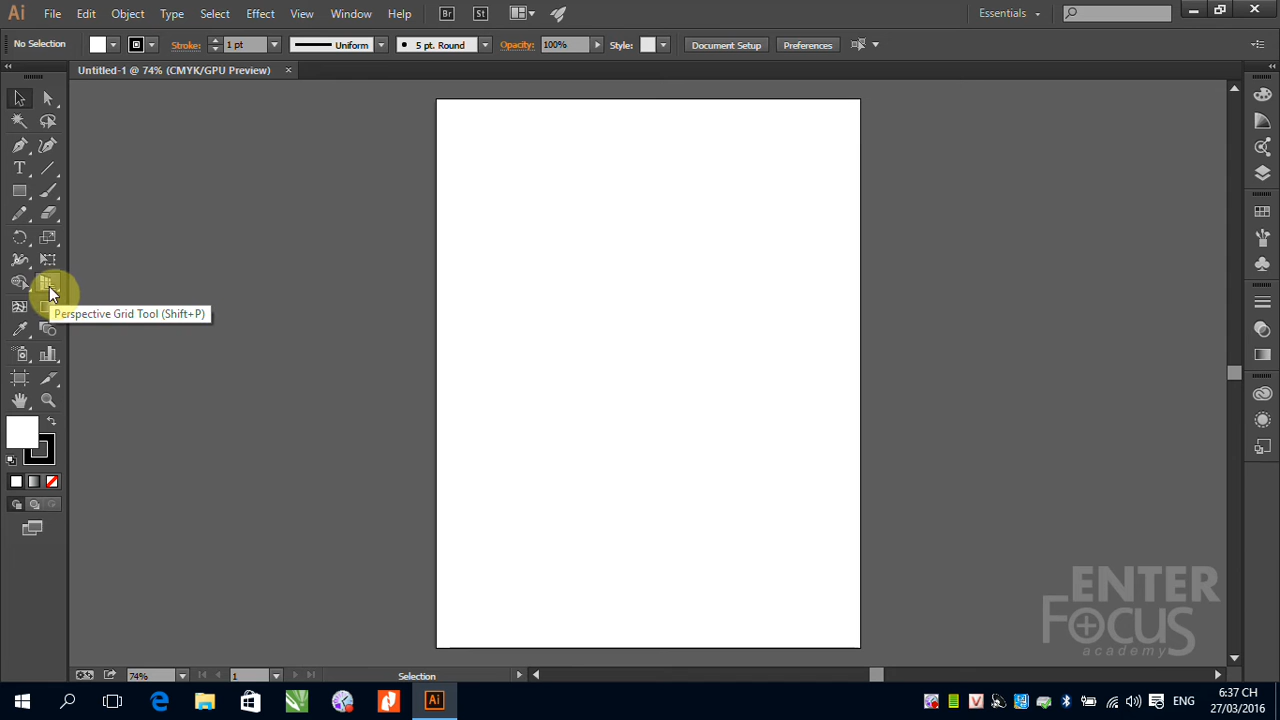 Ai File Edit Object Type Select Effect View Window Help Br St Essentials
No Selection Stroke: 1 pt Uniform 5 pt. Round Opacity: 100% Style: Document Setup Preferences
Untitled-1 @ 74% (CMYK/GPU Preview) ×
T
Perspective Grid Tool (Shift+P)
ENTER
FOCUS
academy
74% 1 Selection
Ai V ENG 6:37 CH
27/03/2016